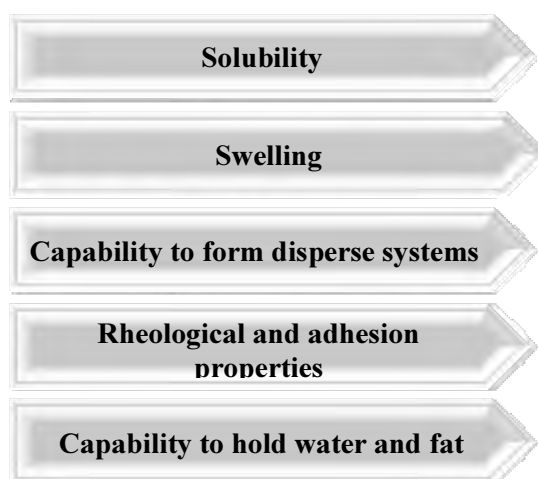 Solubility
Swelling
Capability to form disperse systems
Rheological and adhesion
properties
Capability to hold water and fat